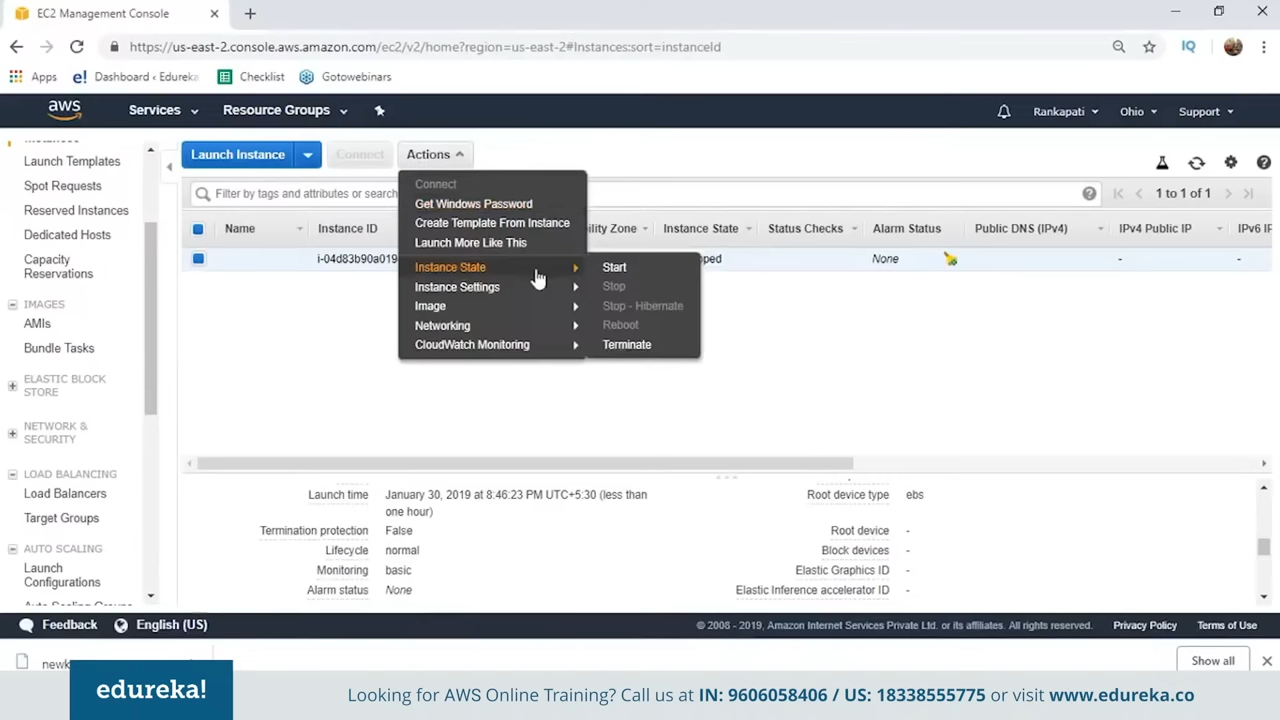 EC2 Management Console
https://us-east-2.console.aws.amazon.com/ec2/v2/home?region=us-east-2#Instances:sort=instanceId
IQ
Apps
e! Dashboard ‹ Edureka
Checklist
Gotowebinars
aws
Services
Resource Groups
Rankapati
Ohio
Support
Launch Templates
Spot Requests
Reserved Instances
Dedicated Hosts
Capacity
Reservations
IMAGES
AMIs
Bundle Tasks
ELASTIC BLOCK
STORE
NETWORK &
SECURITY
LOAD BALANCING
Load Balancers
Target Groups
AUTO SCALING
Launch
Configurations
Launch Instance
Connect
Actions
Filter by tags and attributes or search
1 to 1 of 1
Name
Instance ID
bility Zone
Instance State
Status Checks
Alarm Status
Public DNS (IPv4)
IPv4 Public IP
IPv6 IP
i-04d83b90a019
pped
None
-
-
Connect
Get Windows Password
Create Template From Instance
Launch More Like This
Instance State
Instance Settings
Image
Networking
CloudWatch Monitoring
Start
Stop
Stop - Hibernate
Reboot
Terminate
Launch time January 30, 2019 at 8:46:23 PM UTC+5:30 (less than
one hour)
Termination protection False
Lifecycle normal
Monitoring basic
Alarm status None
Root device type ebs
Root device -
Block devices -
Elastic Graphics ID -
Elastic Inference accelerator ID -
Feedback
English (US)
© 2008 - 2019, Amazon Internet Services Private Ltd. or its affiliates. All rights reserved.
Privacy Policy
Terms of Use
newk
Show all
edureka!
Looking for AWS Online Training? Call us at IN: 9606058406 / US: 18338555775 or visit www.edureka.co